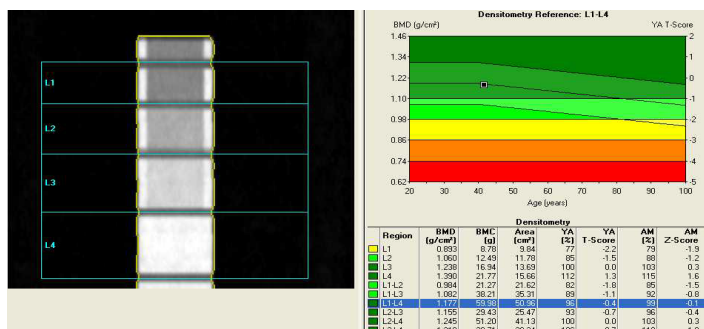 Densitometry Reference: L1-L4
BMD (g/cm²) YA T-Score
1.46 2
1.34 1
1.22 0
1.10 -1
0.98 -2
0.86 -3
0.74 -4
0.62 -5
20 30 40 50 60 70 80 90 100
Age (years)
L1
L2
L3
L4
Densitometry
Region BMD (g/cm²) BMC (g) Area (cm²) YA (%) YA T-Score AM (%) AM Z-Score
L1 0.893 8.78 9.84 77 -2.2 79 -1.9
L2 1.060 12.49 11.78 85 -1.5 88 -1.2
L3 1.238 16.94 13.69 100 0.0 103 0.3
L4 1.390 21.77 15.66 112 1.3 115 1.6
L1-L2 0.984 21.27 21.62 82 -1.8 85 -1.5
L1-L3 1.082 38.21 35.31 91 -1.1 92 -0.8
L1-L4 1.177 59.98 50.96 96 -0.4 99 -0.1
L2-L3 1.155 29.43 25.47 93 -0.7 96 -0.4
L2-L4 1.245 51.20 41.13 100 0.0 103 0.3